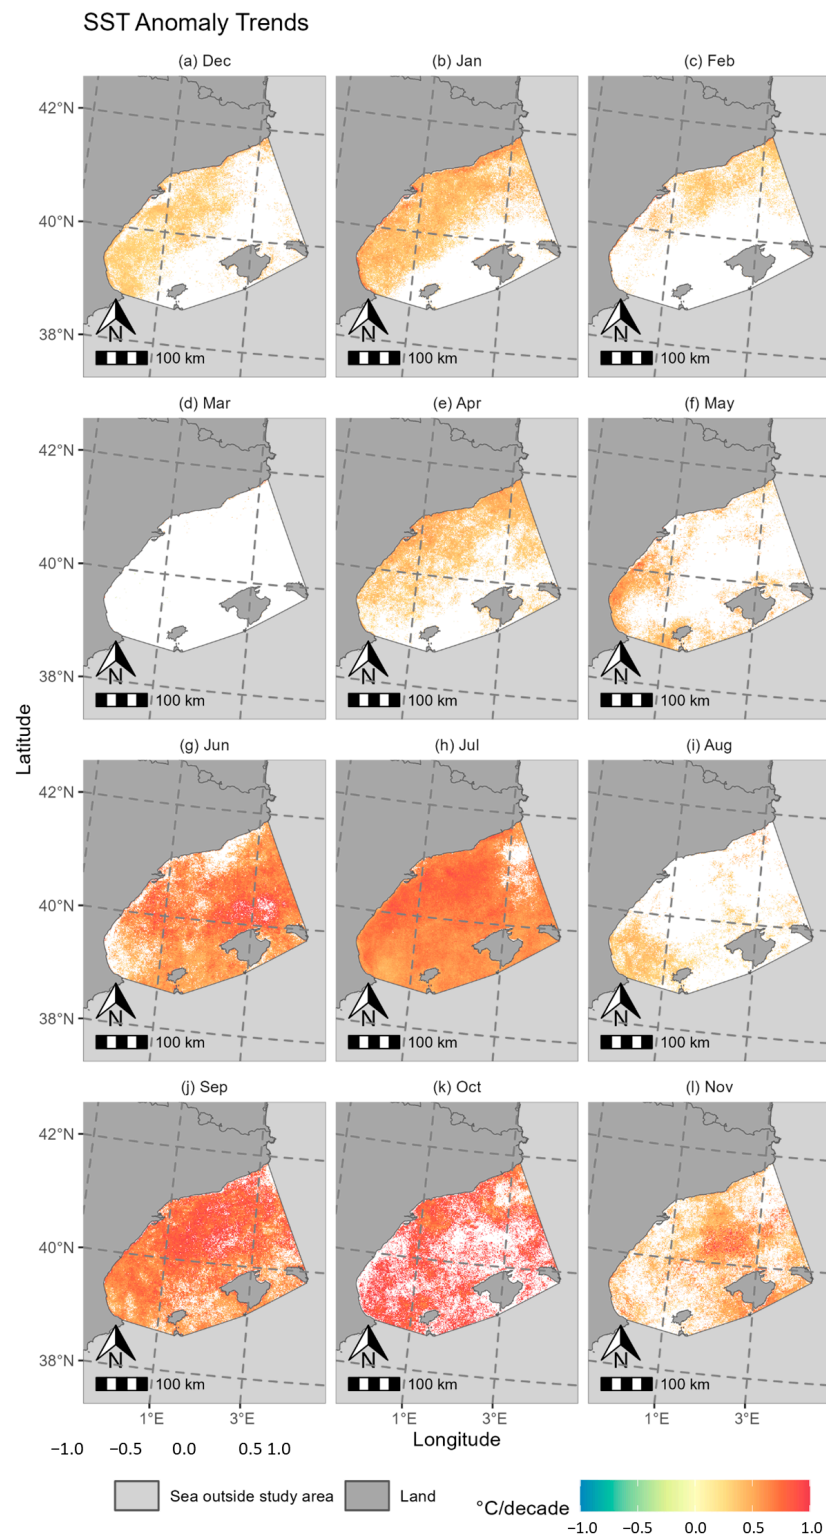 SST Anomaly Trends
(a) Dec
(b) Jan
(c) Feb
42°N
40°N
38°N
N
100 km
N
100 km
N
100 km
(d) Mar
(e) Apr
(f) May
42°N
40°N
38°N
N
100 km
N
100 km
N
100 km
Latitude
(g) Jun
(h) Jul
(i) Aug
42°N
40°N
38°N
N
100 km
N
100 km
N
100 km
(j) Sep
(k) Oct
(l) Nov
42°N
40°N
38°N
N
100 km
N
100 km
N
100 km
1°E 3°E
1°E 3°E
1°E 3°E
Longitude
−1.0 −0.5 0.0 0.5 1.0
Sea outside study area
Land
°C/decade
−1.0 −0.5 0.0 0.5 1.0